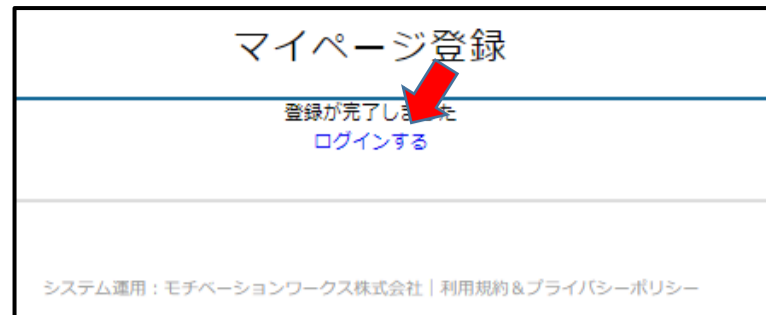 マイページ登録
登録が完了しました
ログインする
システム運用：モチベーションワークス株式会社｜利用規約＆プライバシーポリシー